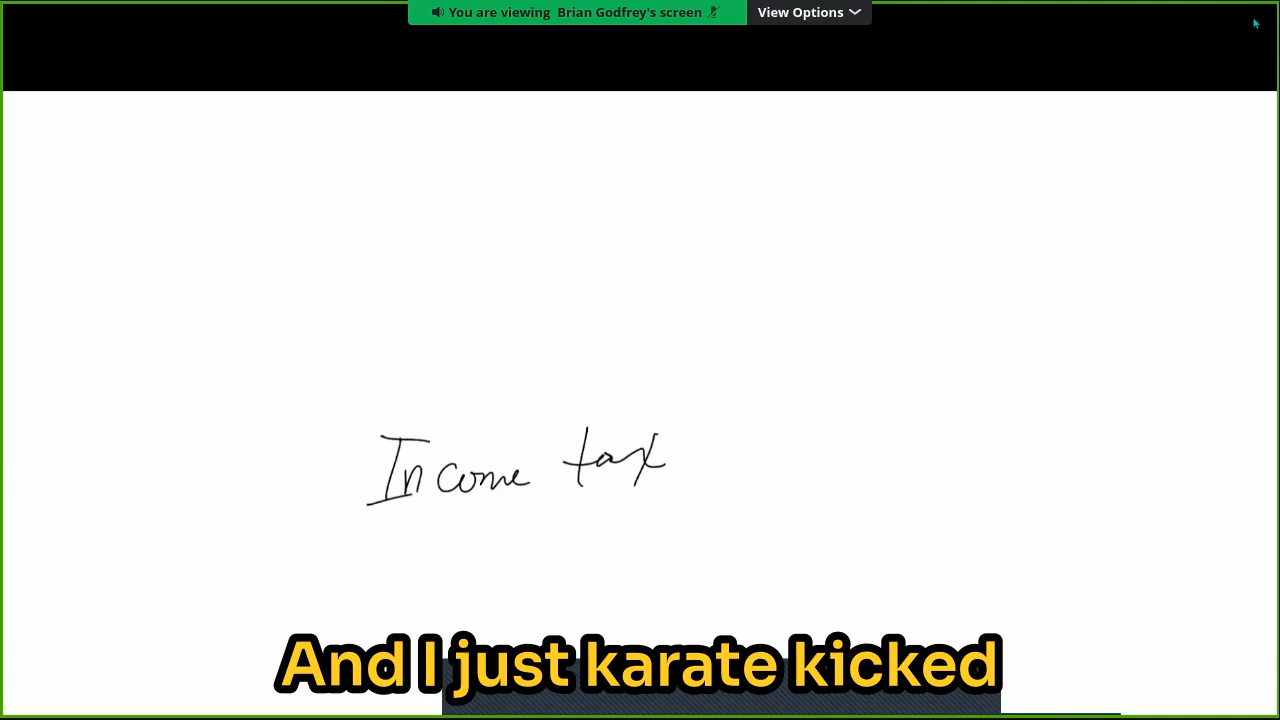 You are viewing Brian Godfrey's screen View Options
Income tax
And I just karate kicked